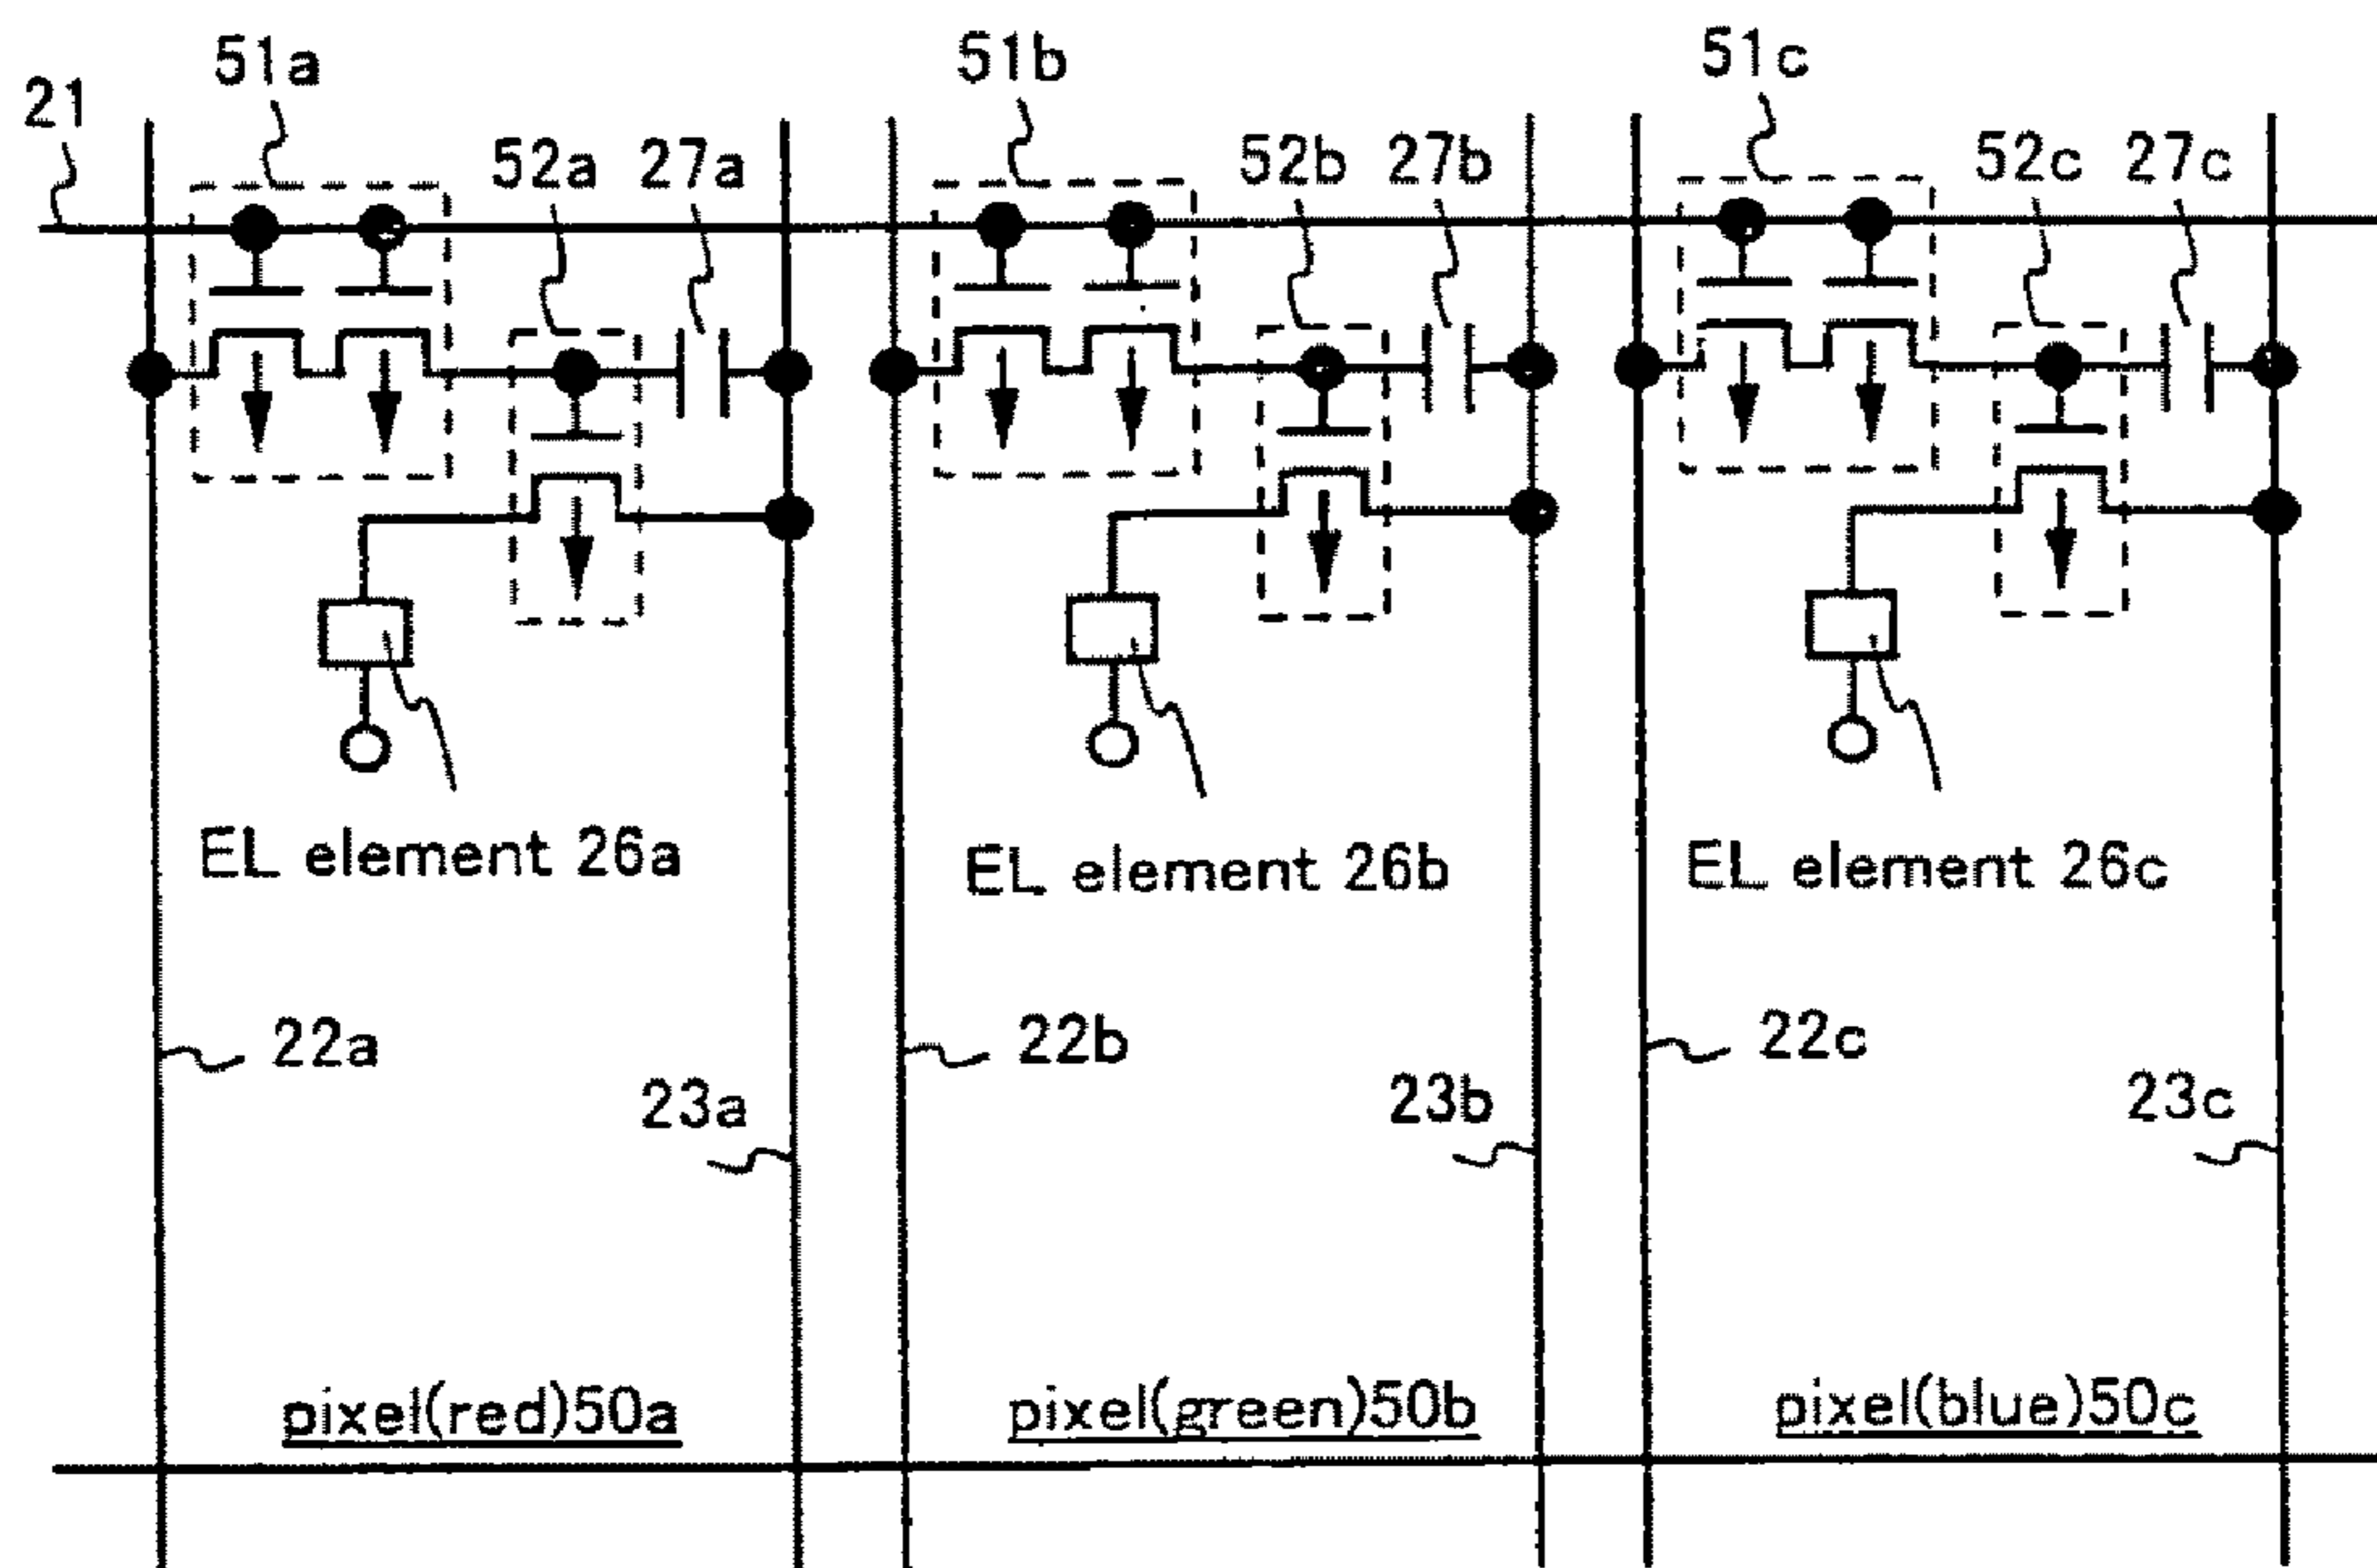 51a 51b 51c
21
52a 27a 52b 27b 52c 27c
EL element 26a EL element 26b EL element 26c
22a 22b 22c
23a 23b 23c
pixel(red)50a pixel(green)50b pixel(blue)50c